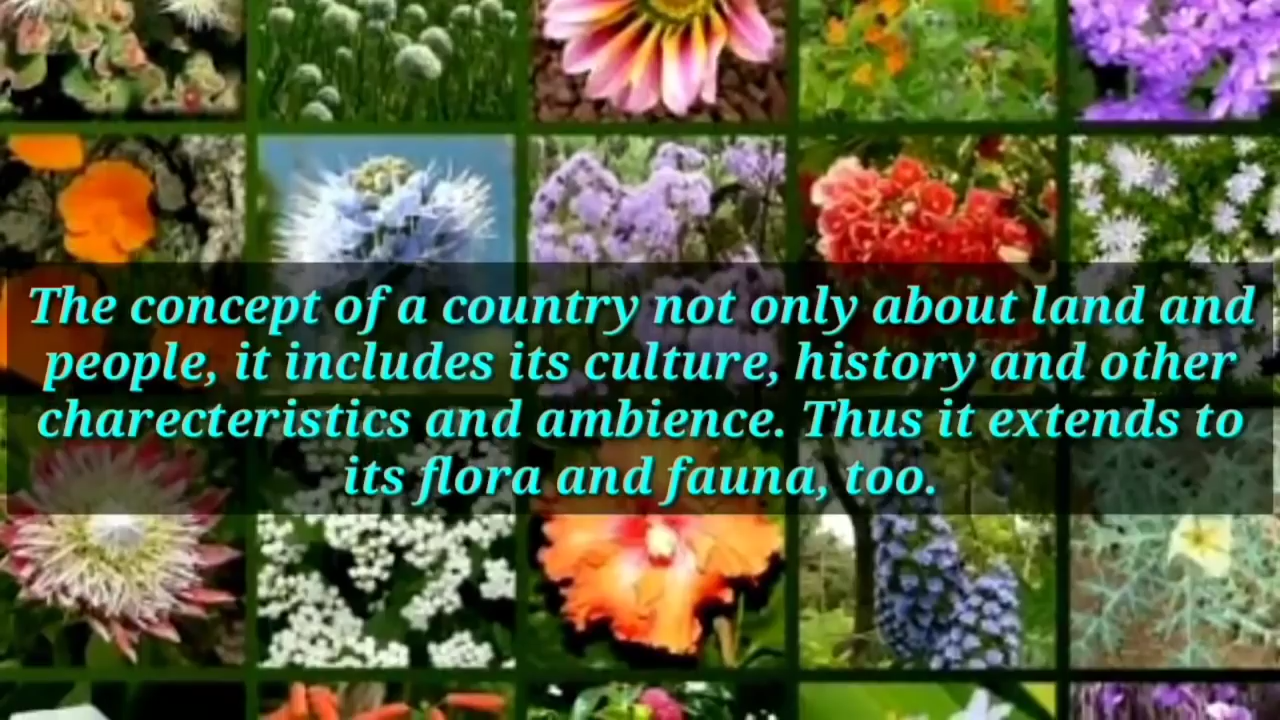 The concept of a country not only about land and
people, it includes its culture, history and other
charecteristics and ambience. Thus it extends to
its flora and fauna, too.